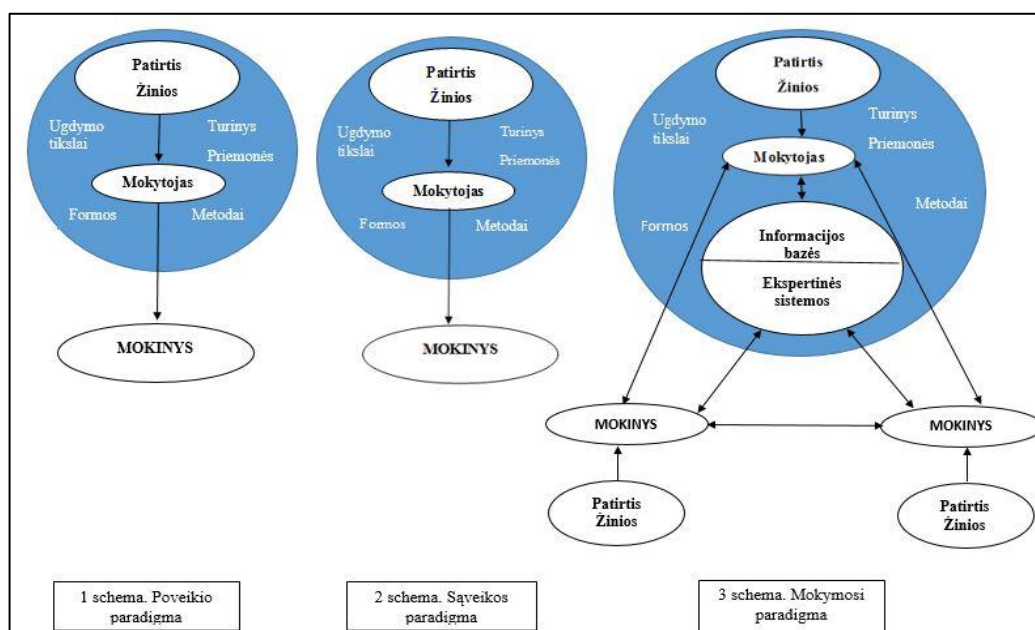 Patirtis
Žinios
Ugdymo
tikslai
Turinys
Priemonės
Mokytojas
Formos
Metodai
MOKINYS
1 schema. Poveikio
paradigma
Patirtis
Žinios
Ugdymo
tikslai
Turinys
Priemonės
Mokytojas
Formos
Metodai
MOKINYS
2 schema. Sąveikos
paradigma
Patirtis
Žinios
Ugdymo
tikslai
Turinys
Priemonės
Mokytojas
Metodai
Formos
Informacijos
bazės
Ekspertinės
sistemos
MOKINYS
MOKINYS
Patirtis
Žinios
Patirtis
Žinios
3 schema. Mokymosi
paradigma